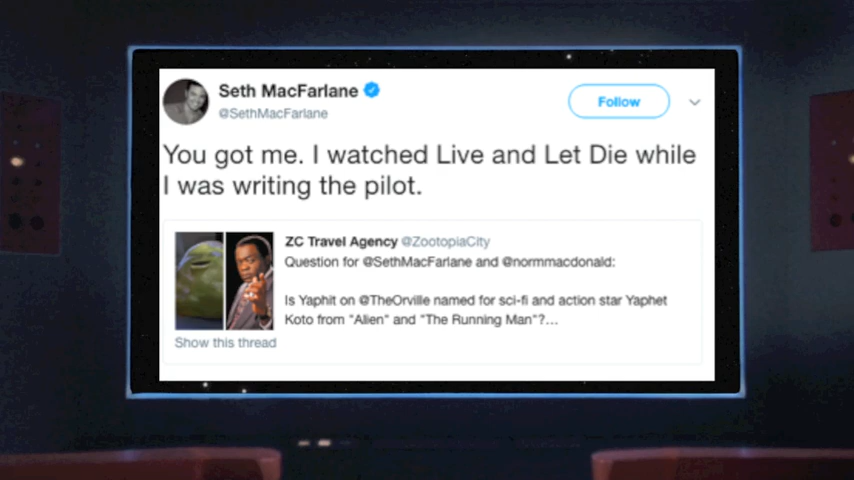 Seth MacFarlane
@SethMacFarlane
Follow
You got me. I watched Live and Let Die while
I was writing the pilot.
ZC Travel Agency @ZootopiaCity
Question for @SethMacFarlane and @normmacdonald:
Is Yaphit on @TheOrville named for sci-fi and action star Yaphet
Koto from "Alien" and "The Running Man"?...
Show this thread